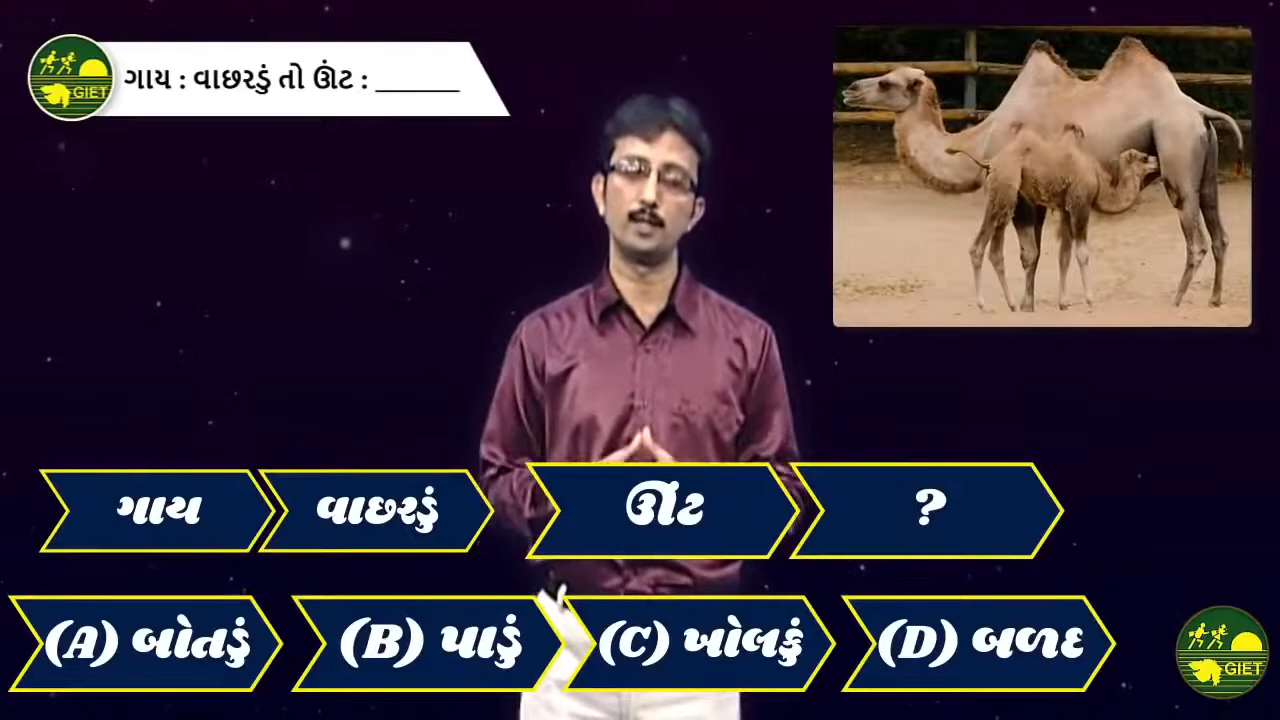 GIET
ગાય : વાછરડું તો ઊંટ : ______
ગાય
વાછરડું
ઊંટ
?
(A) બોતડું
(B) પાડું
(C) ખોલકું
(D) બળદ
GIET